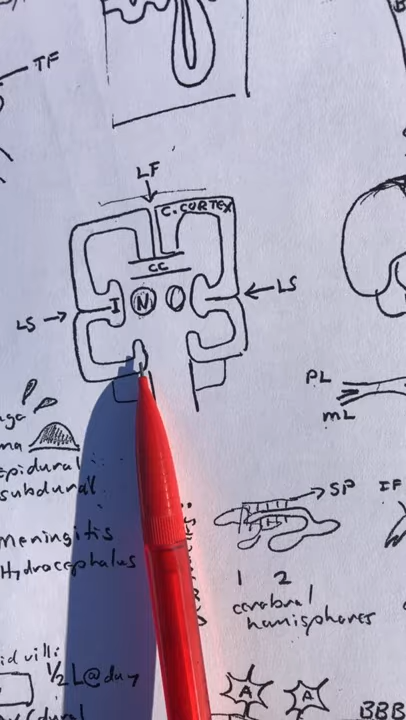 TF
LF
C. CORTEX
CC
LS
I
N
LS
PL
ML
epidural
subdural
SP
IF
meningitis
Hydrocephalus
1 2
cerebral
hemispheres
½ L@day
A
A
BBB